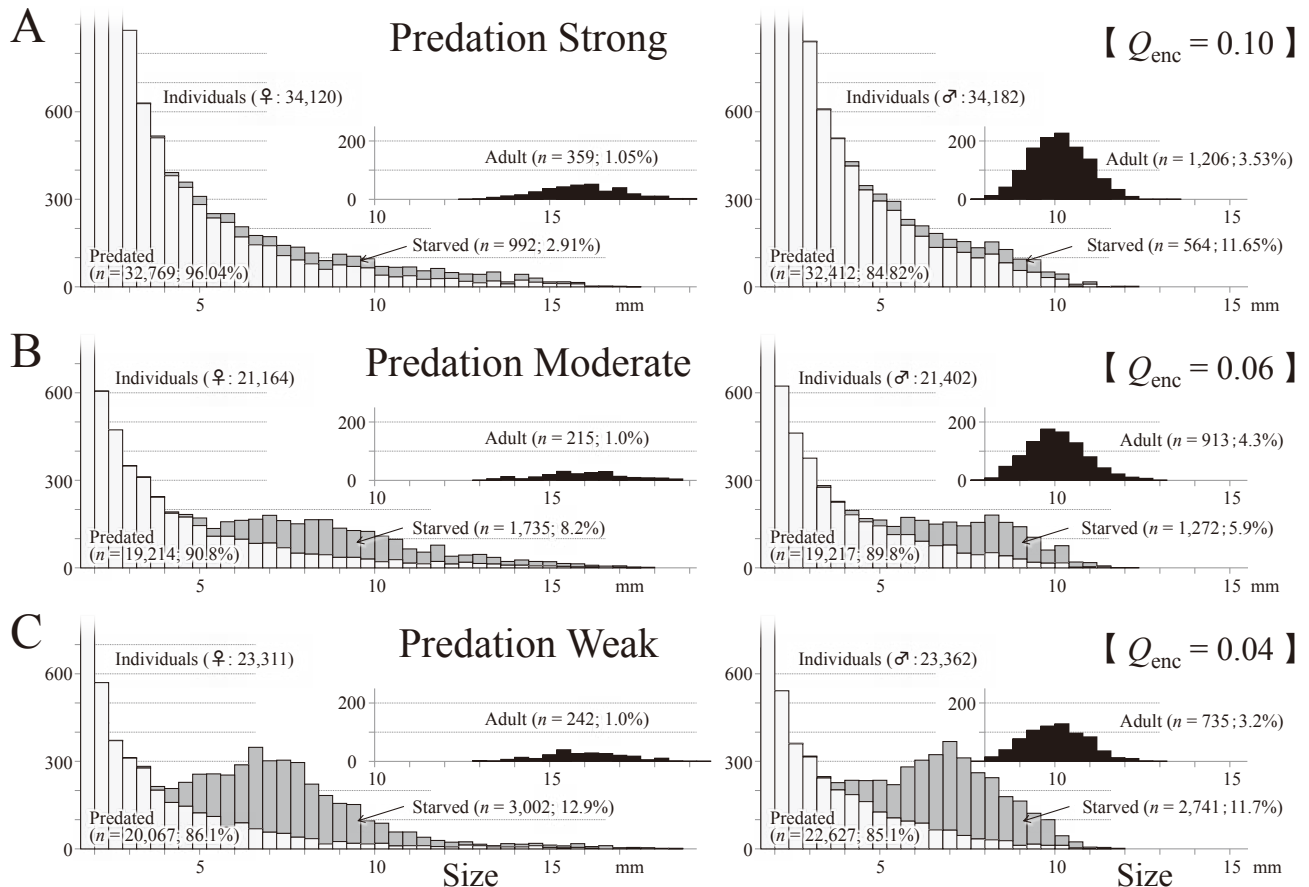 A
Predation Strong
【 Qenc = 0.10 】
Individuals (♀: 34,120)
600
300
0
200
0
Adult (n = 359; 1.05%)
10 15
Starved (n = 992; 2.91%)
Predated
(n = 32,769; 96.04%)
5 10 15 mm
Individuals (♂: 34,182)
600
300
0
200
0
Adult (n = 1,206; 3.53%)
10 15
Starved (n = 564; 11.65%)
Predated
(n = 32,412; 84.82%)
5 10 15 mm
B
Predation Moderate
【 Qenc = 0.06 】
Individuals (♀: 21,164)
600
300
0
200
0
Adult (n = 215; 1.0%)
10 15
Starved (n = 1,735; 8.2%)
Predated
(n = 19,214; 90.8%)
5 10 15 mm
Individuals (♂: 21,402)
600
300
0
200
0
Adult (n = 913; 4.3%)
10 15
Starved (n = 1,272; 5.9%)
Predated
(n = 19,217; 89.8%)
5 10 15 mm
C
Predation Weak
【 Qenc = 0.04 】
Individuals (♀: 23,311)
600
300
0
200
0
Adult (n = 242; 1.0%)
10 15
Starved (n = 3,002; 12.9%)
Predated
(n = 20,067; 86.1%)
5 10 15 mm
Size
Individuals (♂: 23,362)
600
300
0
200
0
Adult (n = 735; 3.2%)
10 15
Starved (n = 2,741; 11.7%)
Predated
(n = 22,627; 85.1%)
5 10 15 mm
Size